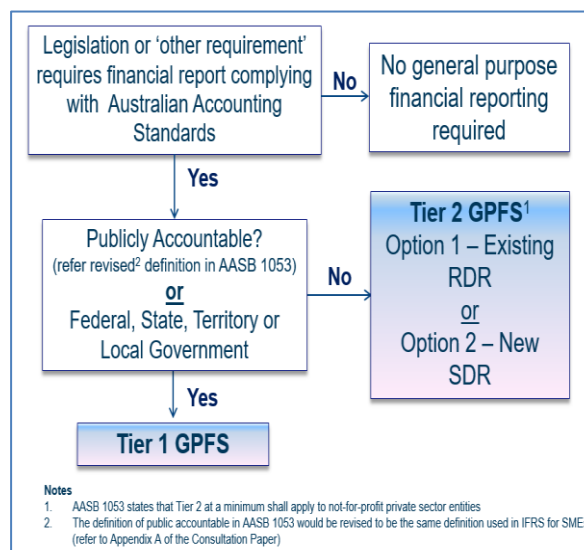 Legislation or ‘other requirement’
requires financial report complying
with Australian Accounting
Standards
No
No general purpose
financial reporting
required
Yes
Publicly Accountable?
(refer revised2 definition in AASB 1053)
or
Federal, State, Territory or
Local Government
No
Tier 2 GPFS1
Option 1 – Existing
RDR
or
Option 2 – New
SDR
Yes
Tier 1 GPFS
Notes
1. AASB 1053 states that Tier 2 at a minimum shall apply to not-for-profit private sector entities
2. The definition of public accountable in AASB 1053 would be revised to be the same definition used in IFRS for SME
(refer to Appendix A of the Consultation Paper)